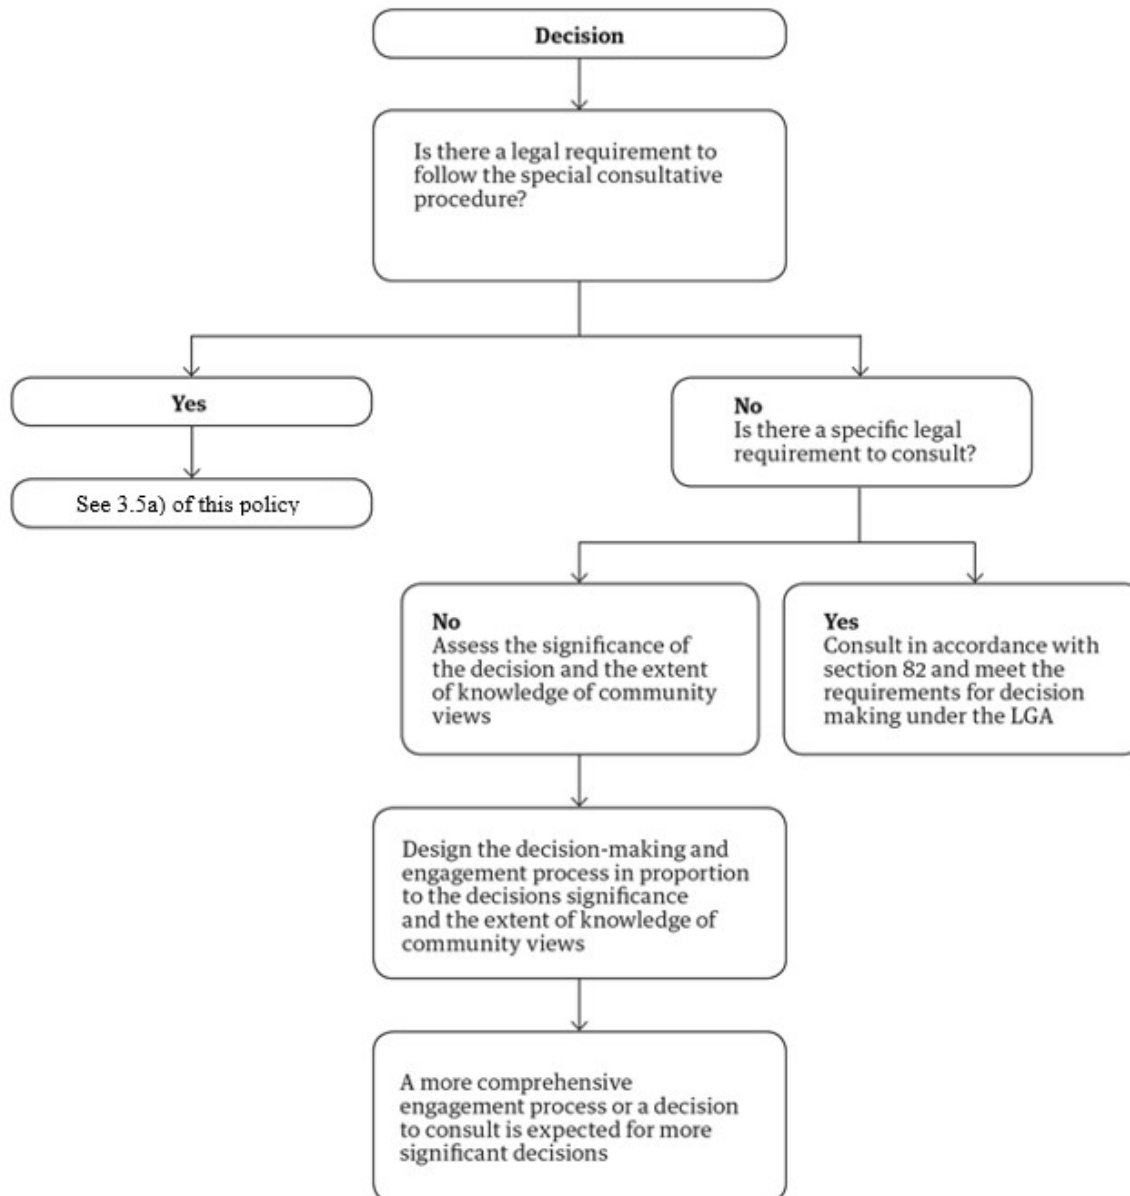 Decision
Is there a legal requirement to
follow the special consultative
procedure?
Yes
No
Is there a specific legal
requirement to consult?
See 3.5a) of this policy
No
Assess the significance of
the decision and the extent
of knowledge of community
views
Yes
Consult in accordance with
section 82 and meet the
requirements for decision
making under the LGA
Design the decision-making and
engagement process in proportion
to the decisions significance
and the extent of knowledge of
community views
A more comprehensive
engagement process or a decision
to consult is expected for more
significant decisions